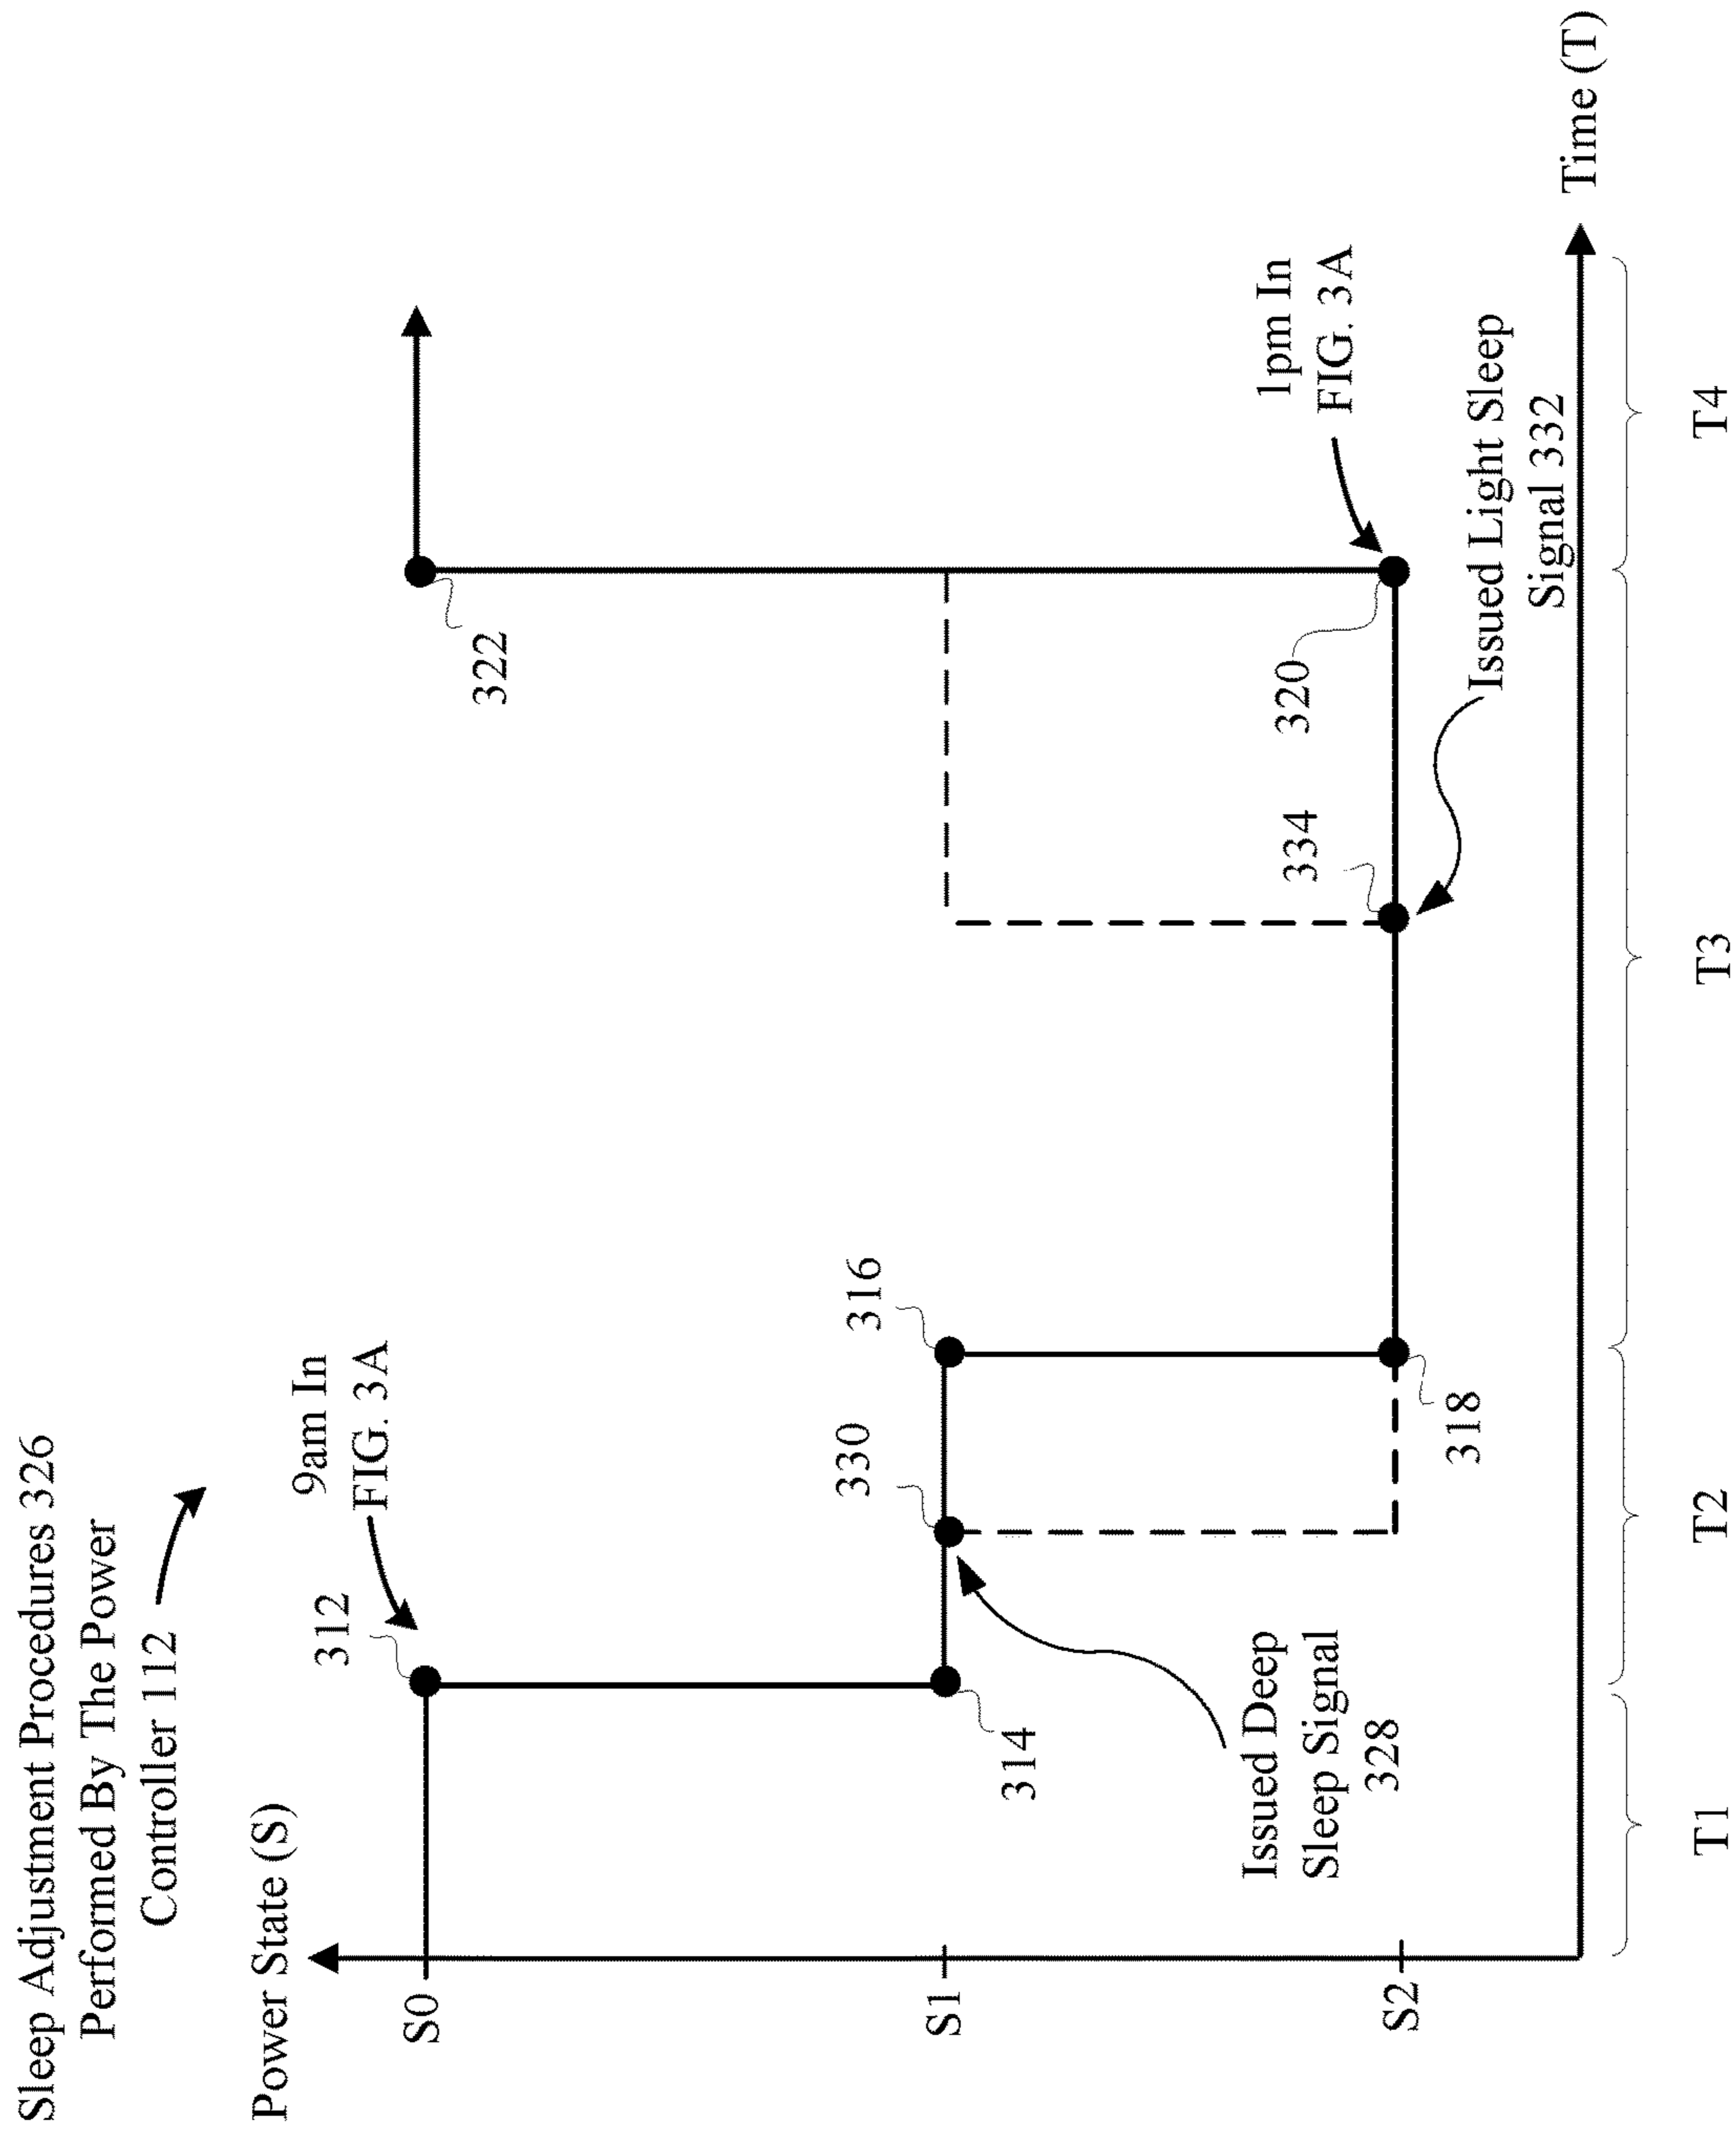 Sleep Adjustment Procedures 326
Performed By The Power
Controller 112
Power State (S)
9am In
FIG. 3A
312
S0
322
316
330
S1
314
334
320
1pm In
FIG. 3A
Issued Deep
Sleep Signal
328
S2
318
Issued Light Sleep
Signal 332
Time (T)
T1
T2
T3
T4